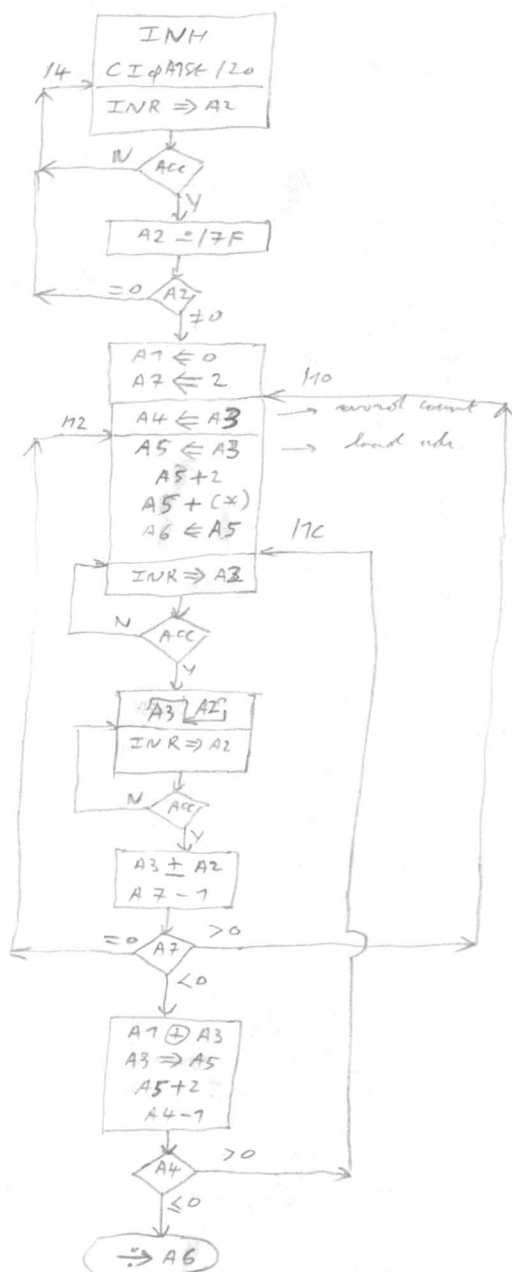 INH
/4
CIφA1St /20
INR ⇒ A2
N
Acc
Y
A2 ∸ /7F
=0
A2
≠0
A1 ⇐ 0
A7 ⇐ 2
/10
A4 ⇐ A3 → word count
/12
A5 ⇐ A3 → load adr.
A5+2
A5 + (*)
A6 ⇐ A5
/1C
INR ⇒ A3
N
Acc
Y
A3 A2
INR ⇒ A2
N
Acc
Y
A3 ± A2
A7 - 1
=0
A7
>0
<0
A1 ⊕ A3
A3 ⇒ A5
A5+2
A4-1
A4
>0
≤0
⇒ A6